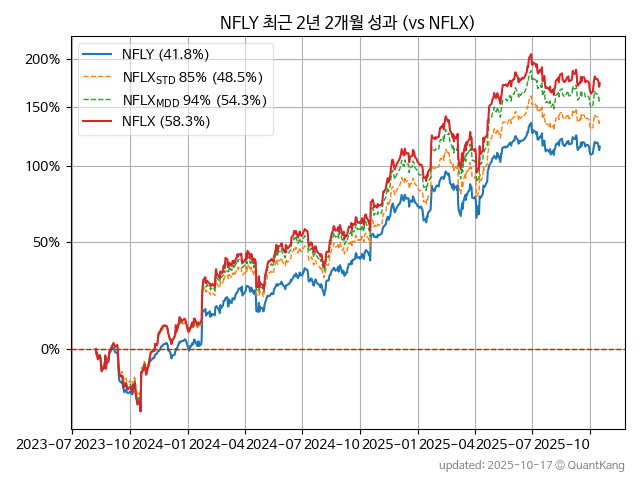 NFLY 최근 2년 2개월 성과 (vs NFLX)
NFLY (41.8%)
NFLX_STD 85% (48.5%)
NFLX_MDD 94% (54.3%)
NFLX (58.3%)
200%
150%
100%
50%
0%
2023-07 2023-10 2024-01 2024-04 2024-07 2024-10 2025-01 2025-04 2025-07 2025-10
updated: 2025-10-17 © QuantKang